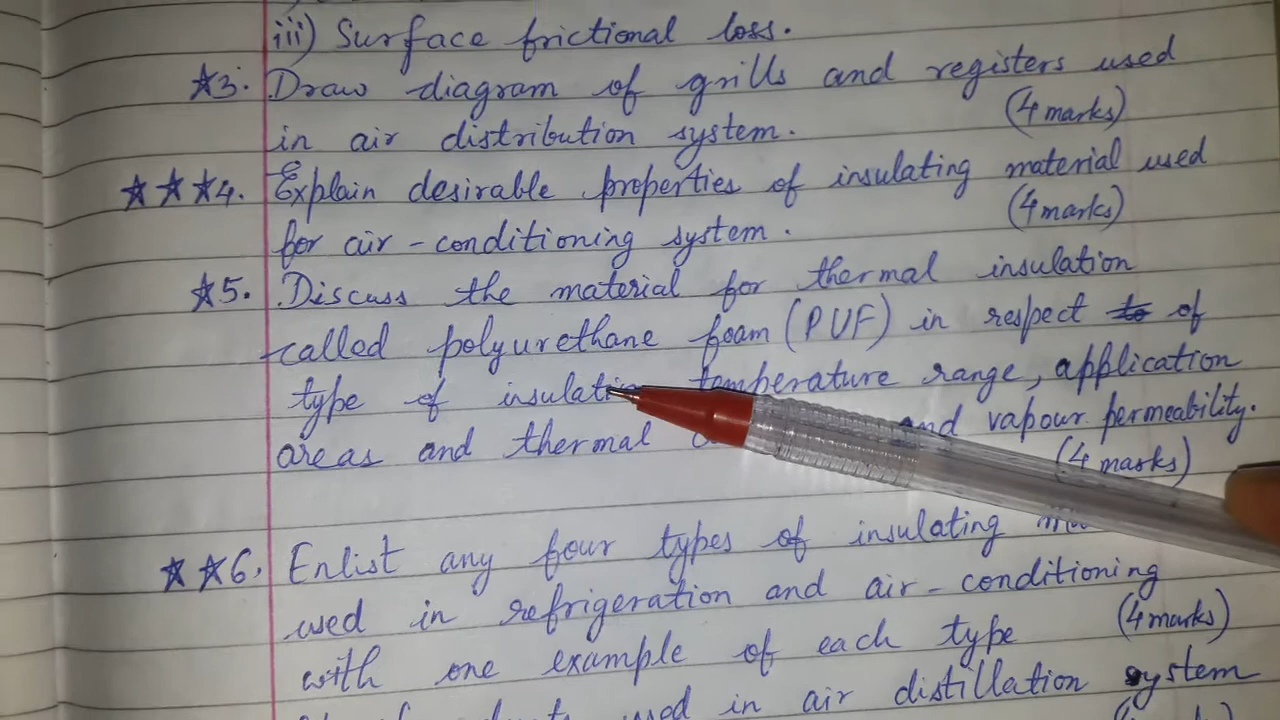 iii) Surface frictional loss.
☆3. Draw diagram of grills and registers used
in air distribution system. (4 marks)
☆☆☆4. Explain desirable properties of insulating material used
for air-conditioning system. (4 marks)
☆5. Discuss the material for thermal insulation
called polyurethane foam (PUF) in respect to of
type of insulati temperature range, application
areas and thermal and vapour permeability.
(4 marks)
☆☆6. Enlist any four types of insulating
used in refrigeration and air-conditioning
with one example of each type (4 marks)
used in air distillation system